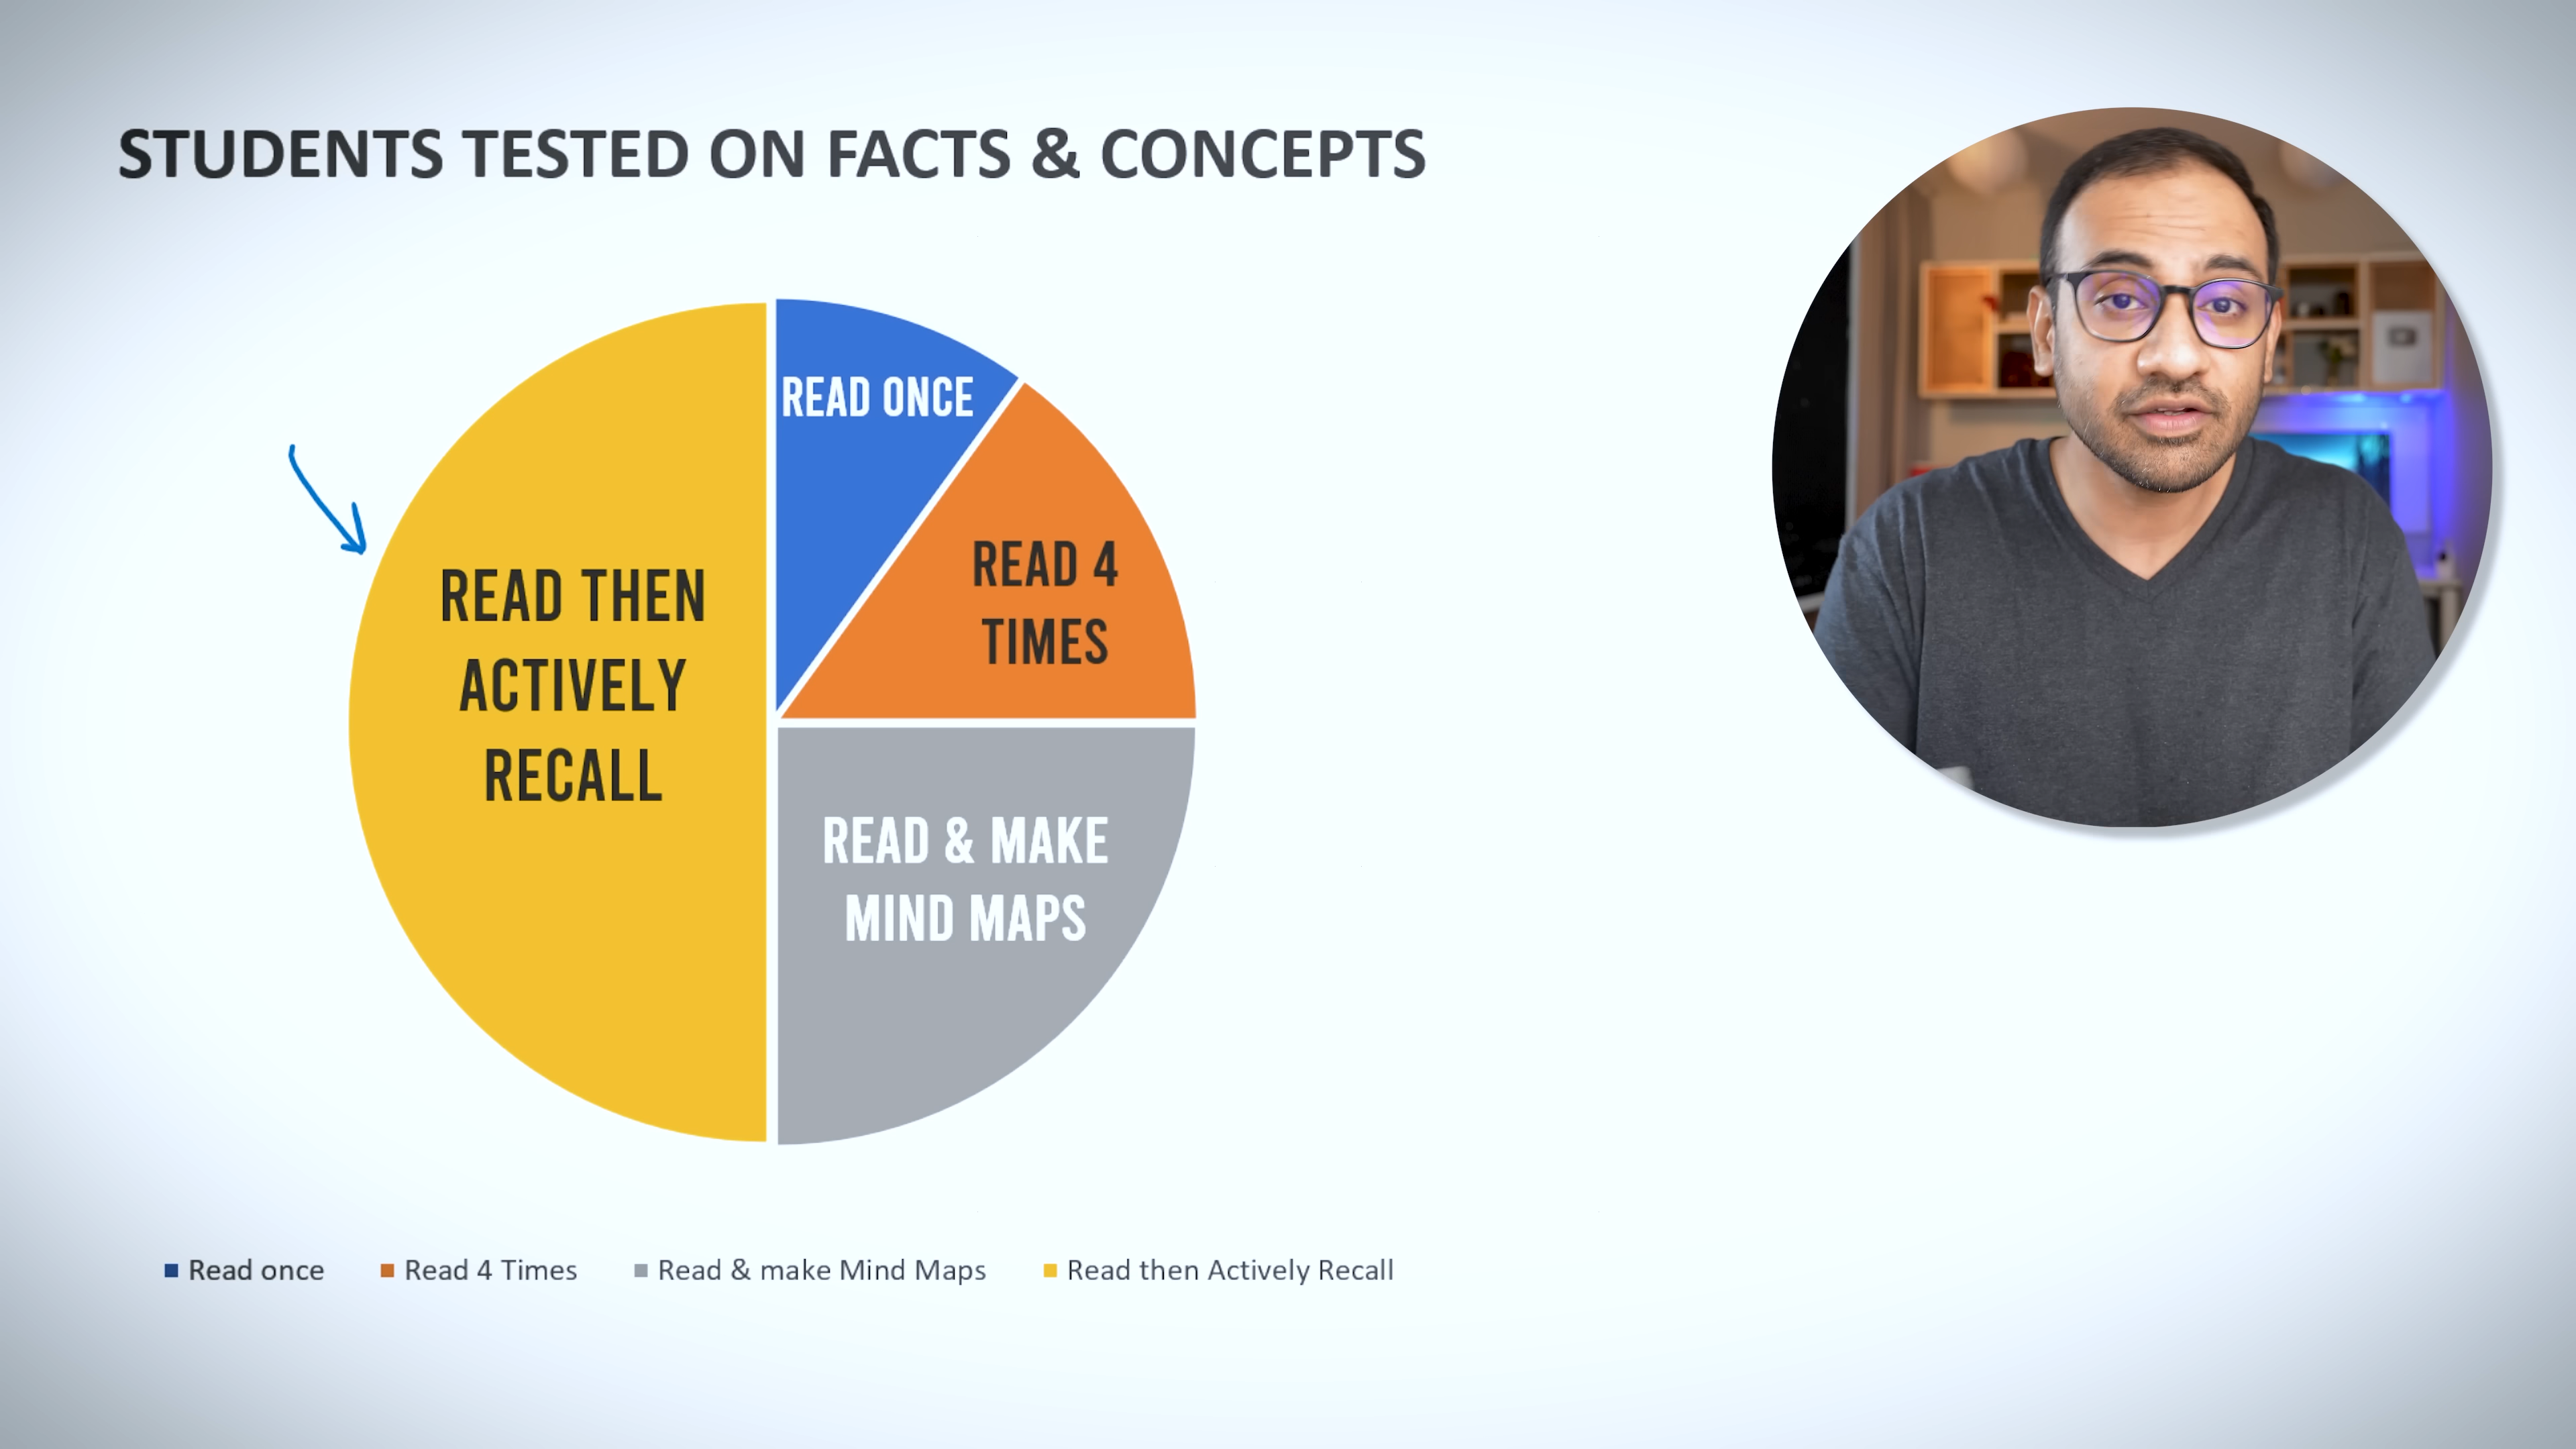 STUDENTS TESTED ON FACTS & CONCEPTS
READ ONCE
READ 4
TIMES
READ THEN
ACTIVELY
RECALL
READ & MAKE
MIND MAPS
Read once
Read 4 Times
Read & make Mind Maps
Read then Actively Recall